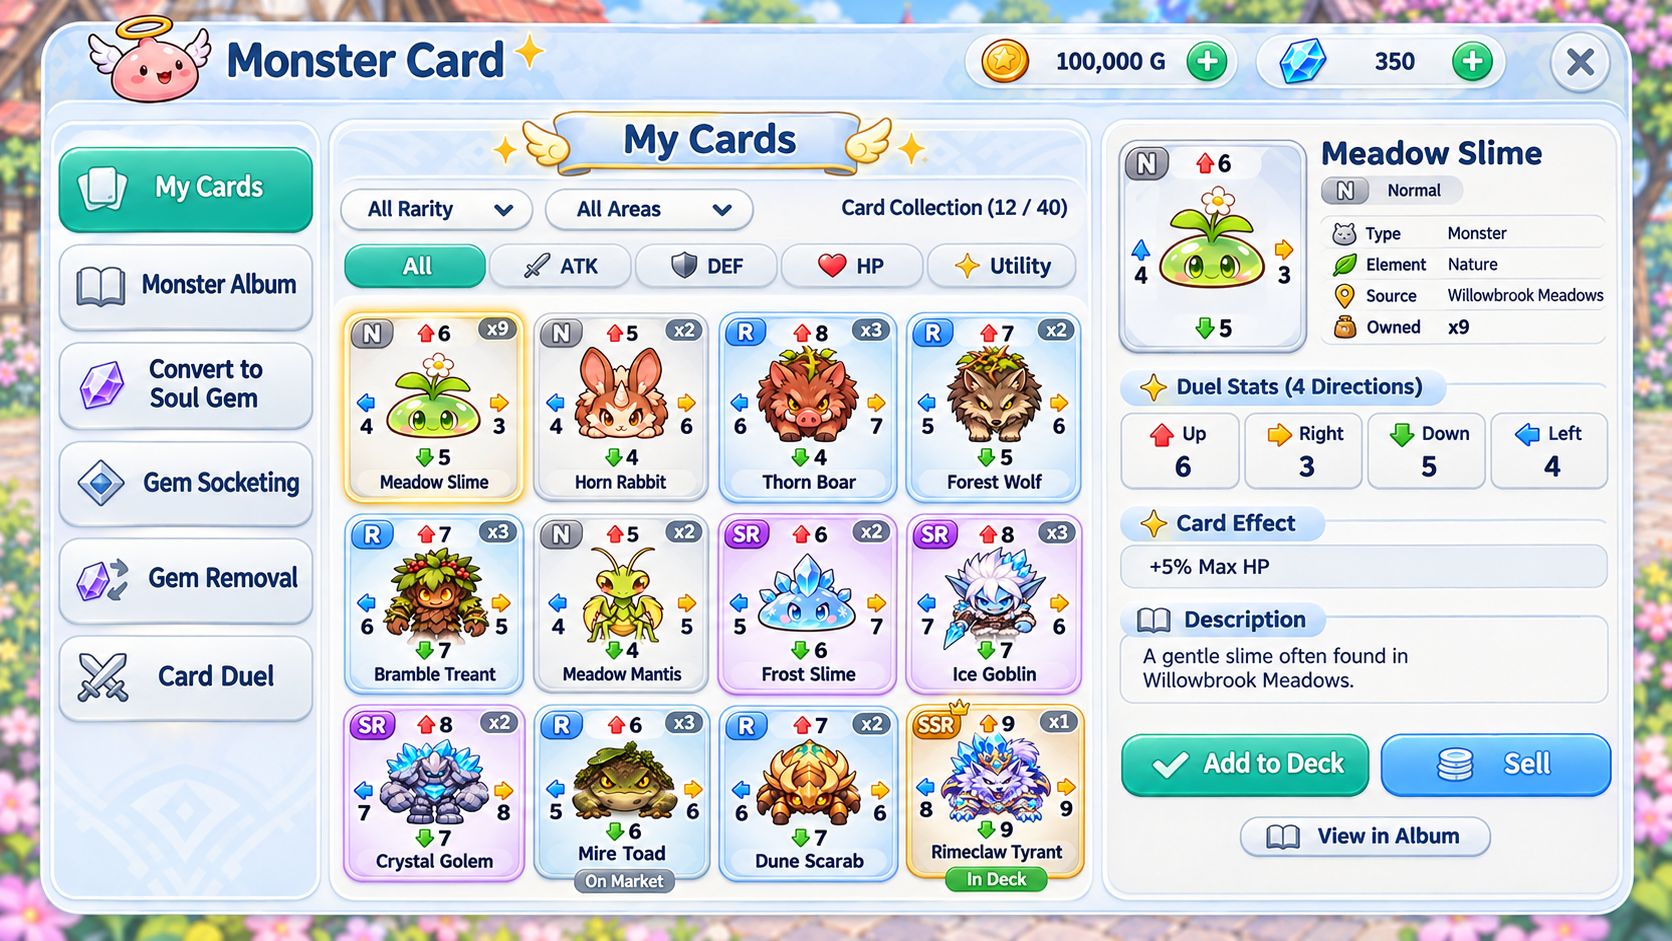 Monster Card
100,000 G
350
My Cards
Monster Album
Convert to
Soul Gem
Gem Socketing
Gem Removal
Card Duel
My Cards
All Rarity
All Areas
Card Collection (12 / 40)
All
ATK
DEF
HP
Utility
N 6 x9
4 3
5
Meadow Slime
N 5 x2
4 6
4
Horn Rabbit
R 8 x3
6 7
4
Thorn Boar
R 7 x2
5 6
5
Forest Wolf
R 7 x3
6 5
7
Bramble Treant
N 5 x2
4 5
4
Meadow Mantis
SR 6 x2
5 7
6
Frost Slime
SR 8 x3
7 6
7
Ice Goblin
SR 8 x2
7 8
7
Crystal Golem
R 6 x3
5 6
6
Mire Toad
On Market
R 7 x2
6 6
7
Dune Scarab
SSR 9 x1
8 9
9
Rimeclaw Tyrant
In Deck
N 6
4 3
5
Meadow Slime
N Normal
Type Monster
Element Nature
Source Willowbrook Meadows
Owned x9
Duel Stats (4 Directions)
Up
6
Right
3
Down
5
Left
4
Card Effect
+5% Max HP
Description
A gentle slime often found in
Willowbrook Meadows.
Add to Deck
Sell
View in Album